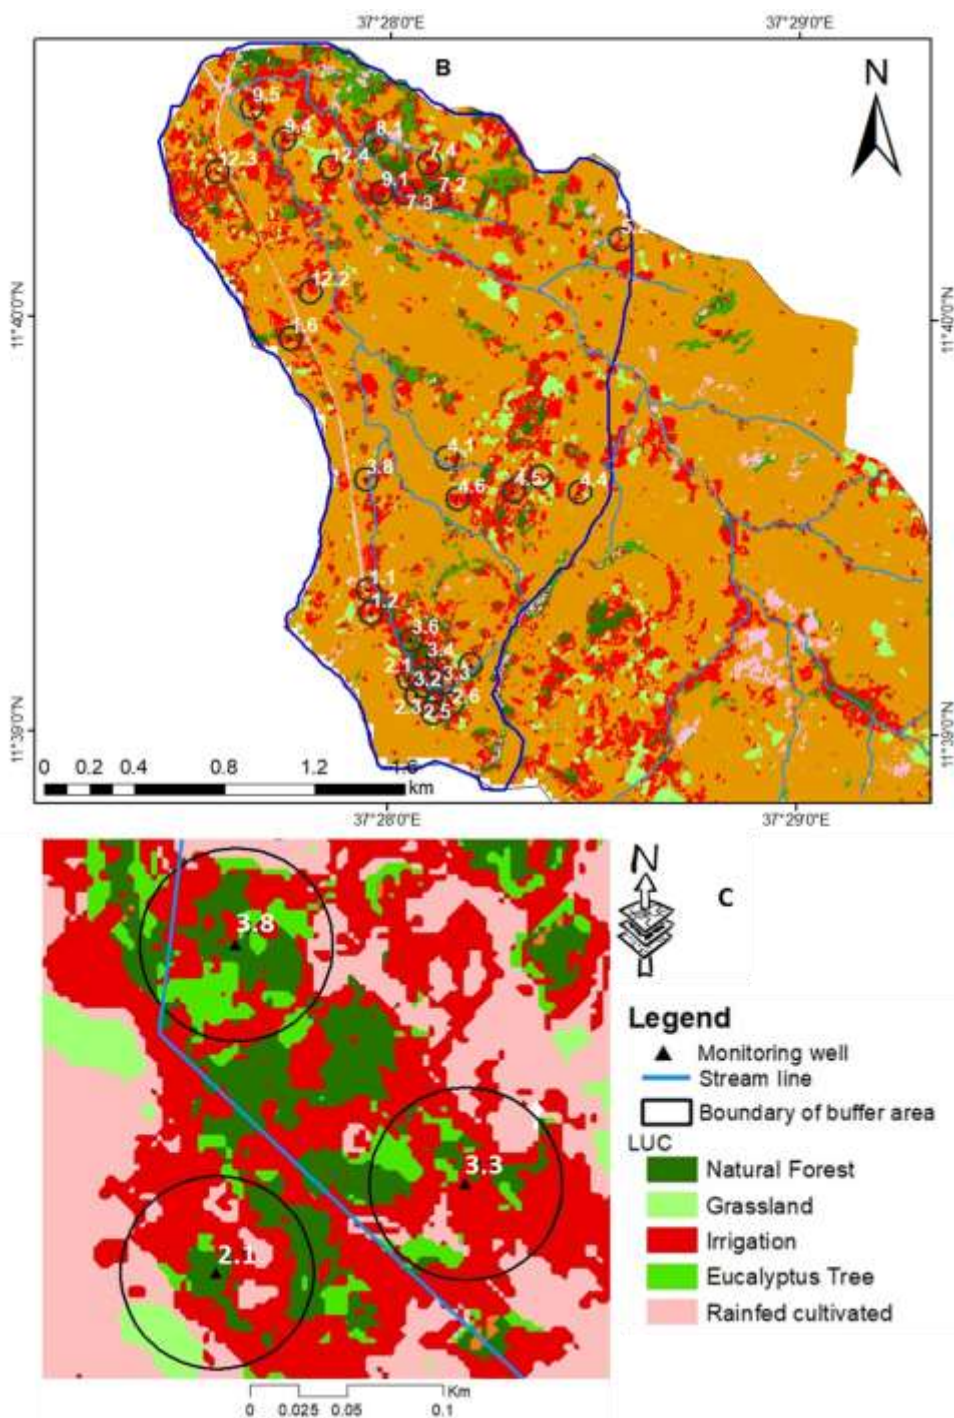 37°28'0"E
37°29'0"E
B
N
9.5
9.4
8.1
12.3
12.4
7.4
9.1
7.2
7.3
12.2
11°40'0"N
11°40'0"N
1.6
4.1
3.8
4.6
4.5
4.4
1.1
1.2
3.6
3.4
2.1
3.2
3.3
2.3
2.5
2.6
11°39'0"N
11°39'0"N
0 0.2 0.4 0.8 1.2 1.6
km
37°28'0"E
37°29'0"E
N
C
3.8
3.3
2.1
Legend
Monitoring well
Stream line
Boundary of buffer area
LUC
Natural Forest
Grassland
Irrigation
Eucalyptus Tree
Rainfed cultivated
Km
0 0.025 0.05 0.1